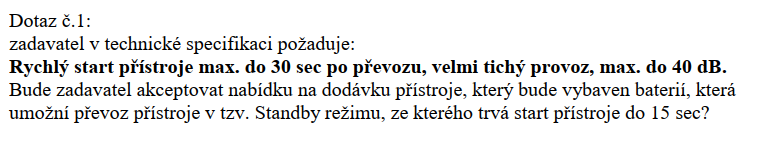 Dotaz č.1:
zadavatel v technické specifikaci požaduje:
Rychlý start přístroje max. do 30 sec po převozu, velmi tichý provoz, max. do 40 dB.
Bude zadavatel akceptovat nabídku na dodávku přístroje, který bude vybaven baterií, která
umožní převoz přístroje v tzv. Standby režimu, ze kterého trvá start přístroje do 15 sec?